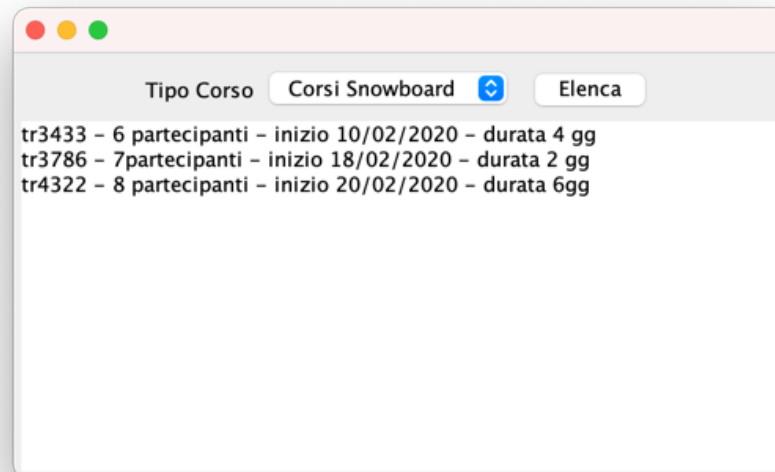 Tipo Corso Corsi Snowboard Elenca
tr3433 – 6 partecipanti – inizio 10/02/2020 – durata 4 gg
tr3786 – 7partecipanti – inizio 18/02/2020 – durata 2 gg
tr4322 – 8 partecipanti – inizio 20/02/2020 – durata 6gg